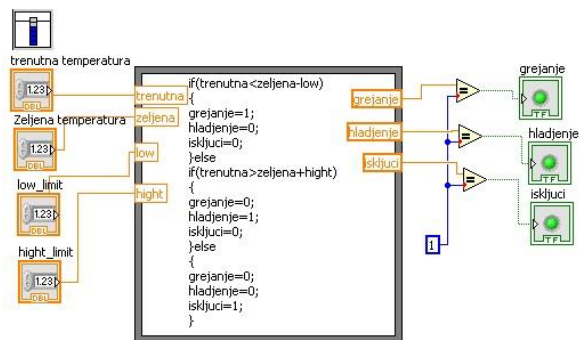 trenutna temperatura
1.23
DBL
Zeljena temperatura
1.23
DBL
low_limit
1.23
DBL
hight_limit
1.23
DBL
trenutna
zeljena
low
hight
if(trenutna<zeljena-low)
{
grejanje=1;
hladjenje=0;
iskljuci=0;
}else
if(trenutna>zeljena+hight)
{
grejanje=0;
hladjenje=1;
iskljuci=0;
}else
{
grejanje=0;
hladjenje=0;
iskljuci=1;
}
grejanje
hladjenje
iskljuci
=
=
=
1
grejanje
TF
hladjenje
TF
iskljuci
TF